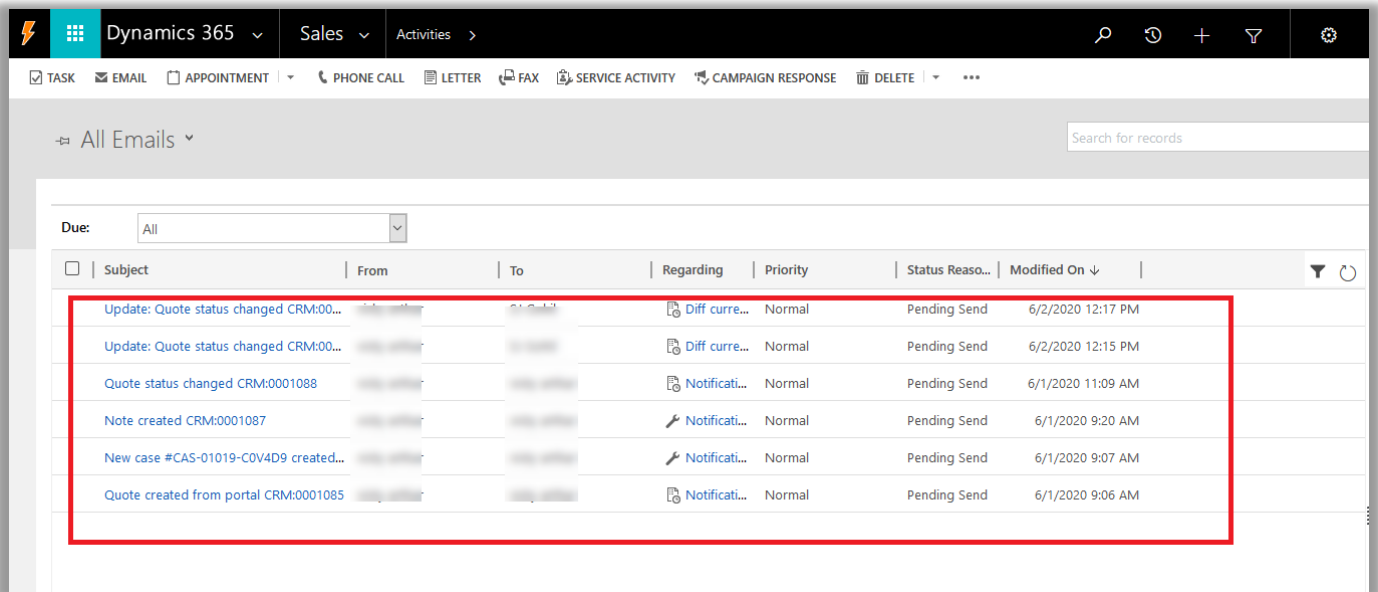 Dynamics 365 Sales Activities
TASK EMAIL APPOINTMENT PHONE CALL LETTER FAX SERVICE ACTIVITY CAMPAIGN RESPONSE DELETE
All Emails
Search for records
Due: All
Subject From To Regarding Priority Status Reaso... Modified On
Update: Quote status changed CRM:00... Diff curre... Normal Pending Send 6/2/2020 12:17 PM
Update: Quote status changed CRM:00... Diff curre... Normal Pending Send 6/2/2020 12:15 PM
Quote status changed CRM:0001088 Notificati... Normal Pending Send 6/1/2020 11:09 AM
Note created CRM:0001087 Notificati... Normal Pending Send 6/1/2020 9:20 AM
New case #CAS-01019-C0V4D9 created... Notificati... Normal Pending Send 6/1/2020 9:07 AM
Quote created from portal CRM:0001085 Notificati... Normal Pending Send 6/1/2020 9:06 AM